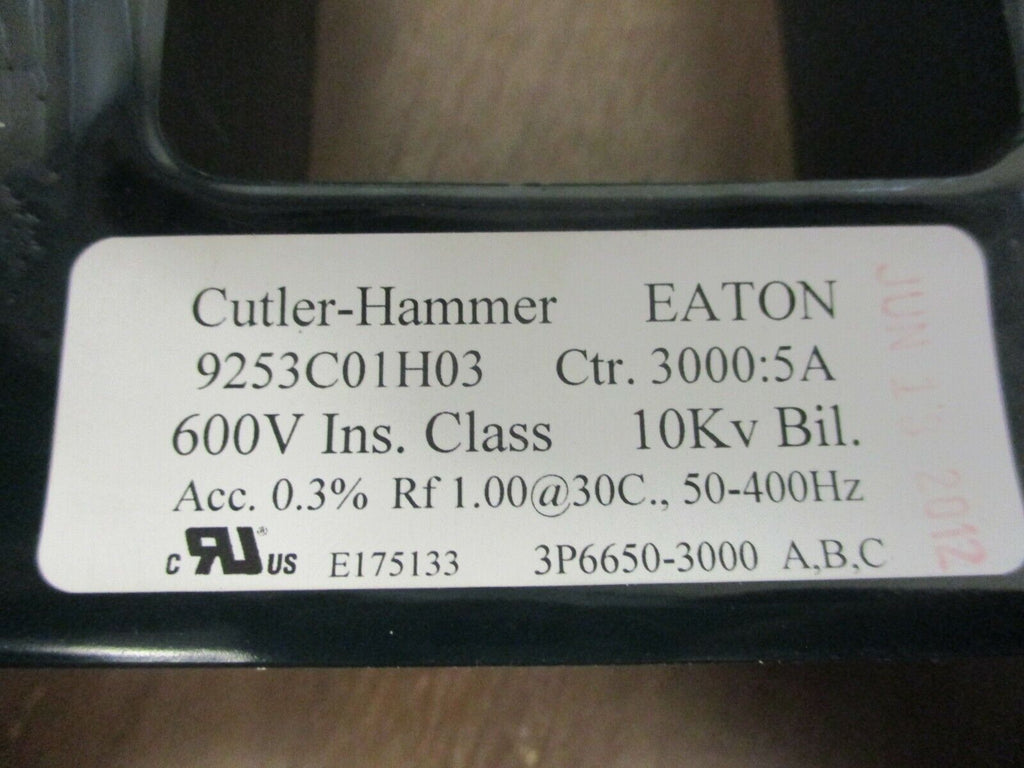 Cutler-Hammer EATON
9253C01H03 Ctr. 3000:5A
600V Ins. Class 10Kv Bil.
Acc. 0.3% Rf 1.00@30C., 50-400Hz
c RU ® US E175133 3P6650-3000 A,B,C
JUN 2012